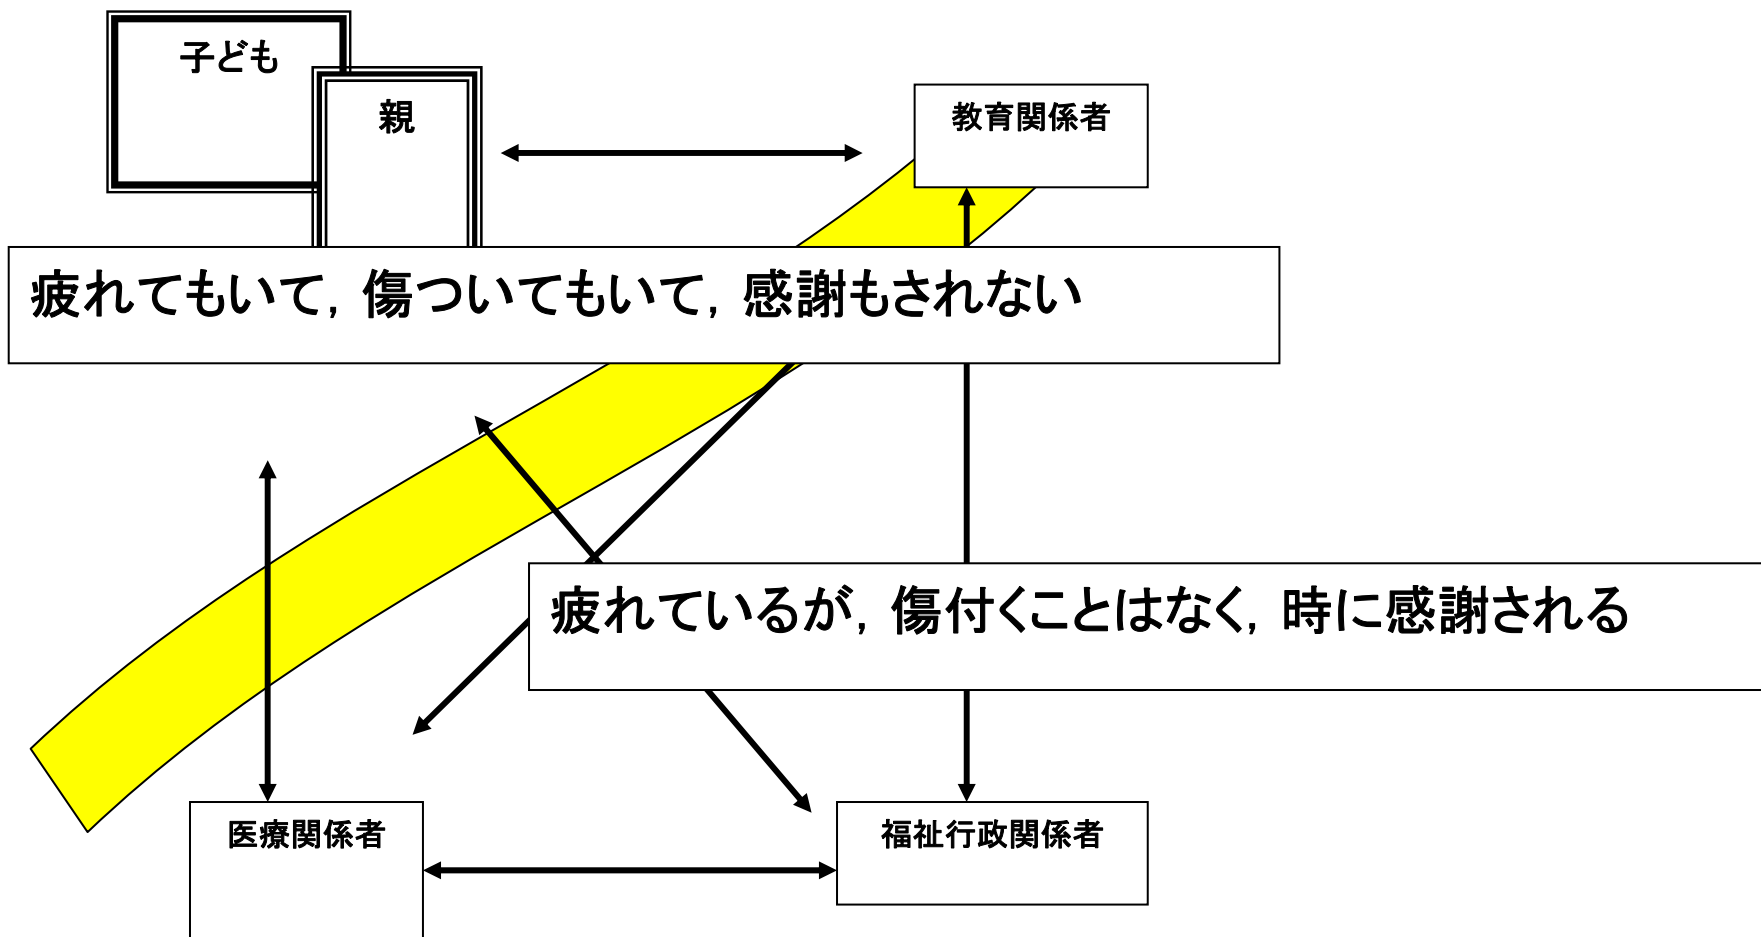 子ども
親
教育関係者
疲れてもいて，傷ついてもいて，感謝もされない
疲れているが，傷付くことはなく，時に感謝される
医療関係者
福祉行政関係者